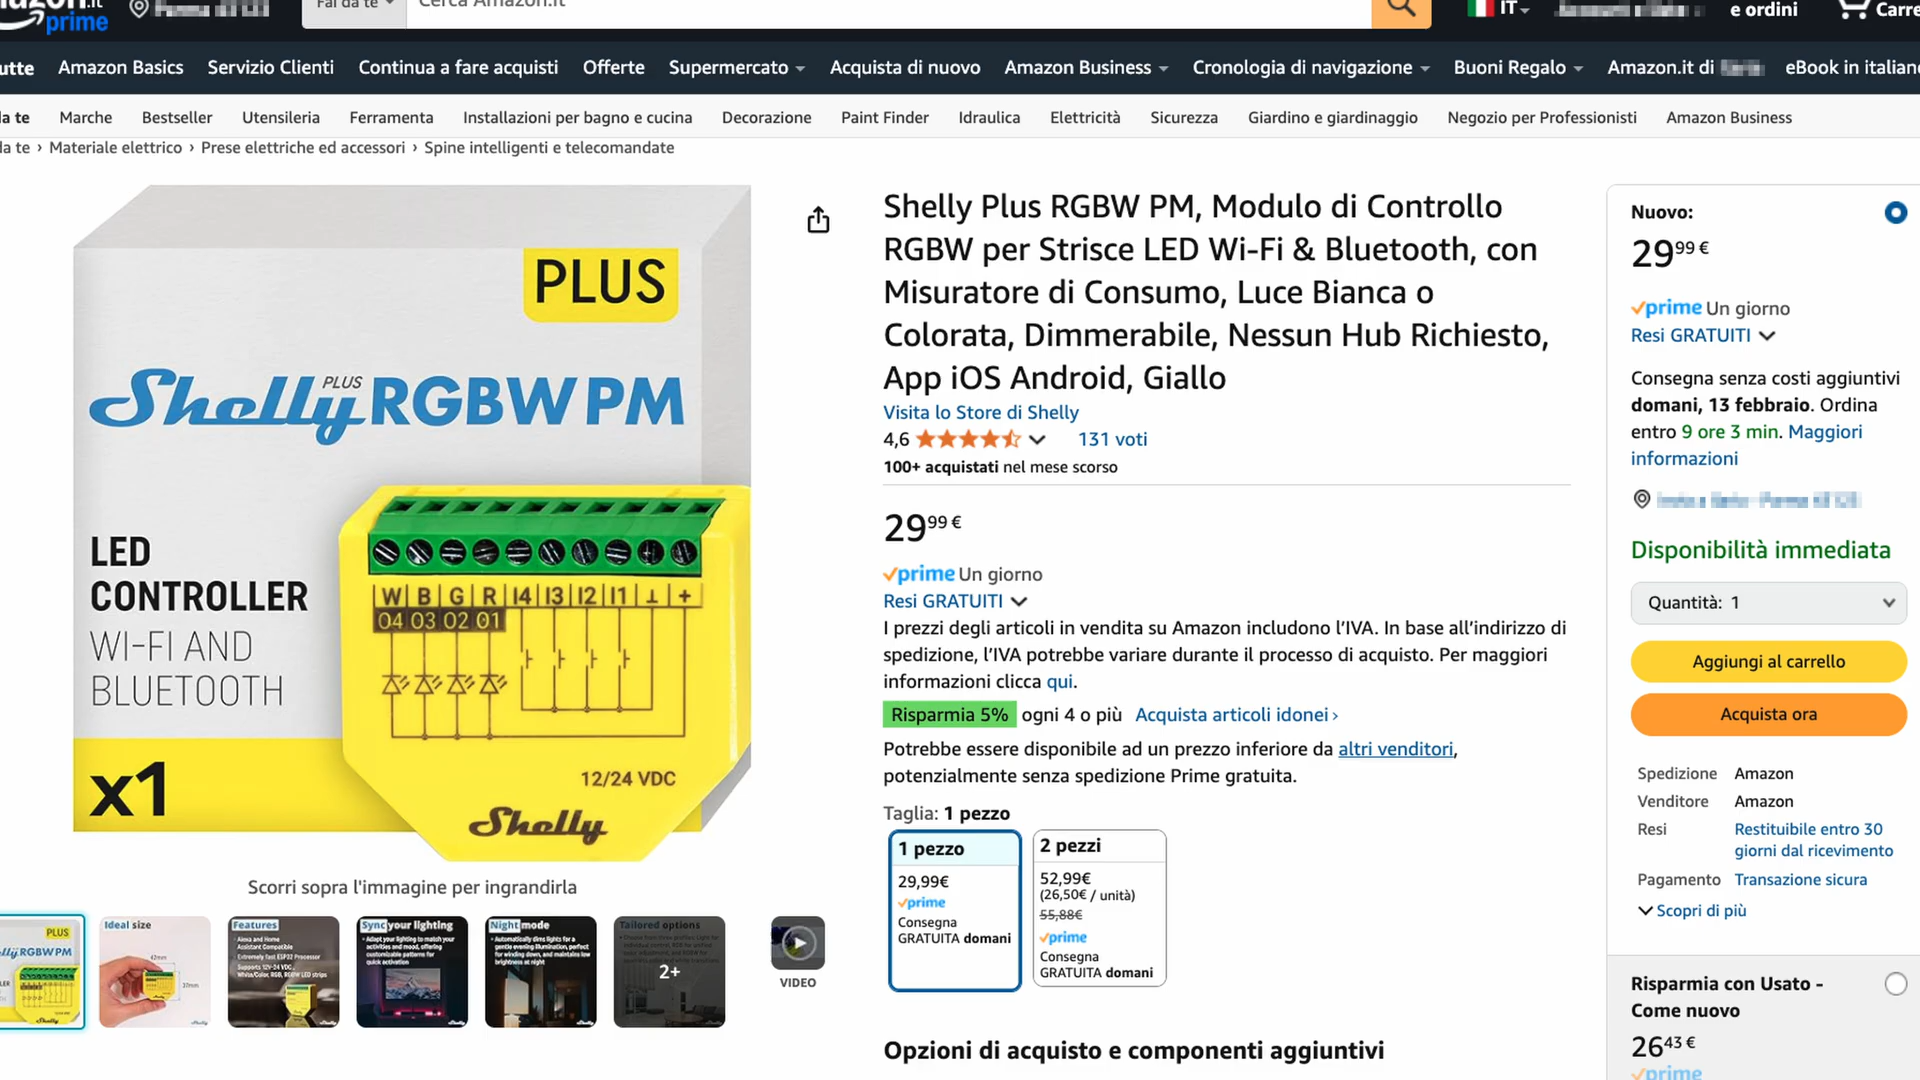 prime
Fai da te
Cerca Amazon.it
IT
e ordini
Amazon Basics
Servizio Clienti
Continua a fare acquisti
Offerte
Supermercato
Acquista di nuovo
Amazon Business
Cronologia di navigazione
Buoni Regalo
Amazon.it di
eBook in italiano
Marche
Bestseller
Utensileria
Ferramenta
Installazioni per bagno e cucina
Decorazione
Paint Finder
Idraulica
Elettricità
Sicurezza
Giardino e giardinaggio
Negozio per Professionisti
Amazon Business
da te › Materiale elettrico › Prese elettriche ed accessori › Spine intelligenti e telecomandate
PLUS
Shelly PLUS RGBW PM
LED
CONTROLLER
WI-FI AND
BLUETOOTH
x1
W B G R I4 I3 I2 I1 ⊥ +
O4 O3 O2 O1
12/24 VDC
Shelly
Scorri sopra l'immagine per ingrandirla
PLUS
RGBW PM
Ideal size
42mm
37mm
Features
Sync your lighting
Night mode
Tailored options
2+
VIDEO
Shelly Plus RGBW PM, Modulo di Controllo
RGBW per Strisce LED Wi-Fi & Bluetooth, con
Misuratore di Consumo, Luce Bianca o
Colorata, Dimmerabile, Nessun Hub Richiesto,
App iOS Android, Giallo
Visita lo Store di Shelly
4,6 131 voti
100+ acquistati nel mese scorso
29 99 €
prime Un giorno
Resi GRATUITI
I prezzi degli articoli in vendita su Amazon includono l’IVA. In base all’indirizzo di
spedizione, l’IVA potrebbe variare durante il processo di acquisto. Per maggiori
informazioni clicca qui.
Risparmia 5% ogni 4 o più Acquista articoli idonei ›
Potrebbe essere disponibile ad un prezzo inferiore da altri venditori,
potenzialmente senza spedizione Prime gratuita.
Taglia: 1 pezzo
1 pezzo
29,99€
prime
Consegna
GRATUITA domani
2 pezzi
52,99€
(26,50€ / unità)
55,88€
prime
Consegna
GRATUITA domani
Opzioni di acquisto e componenti aggiuntivi
Nuovo:
29 99 €
prime Un giorno
Resi GRATUITI
Consegna senza costi aggiuntivi
domani, 13 febbraio. Ordina
entro 9 ore 3 min. Maggiori
informazioni
Disponibilità immediata
Quantità: 1
Aggiungi al carrello
Acquista ora
Spedizione Amazon
Venditore Amazon
Resi Restituibile entro 30
giorni dal ricevimento
Pagamento Transazione sicura
Scopri di più
Risparmia con Usato -
Come nuovo
26 43 €
prime